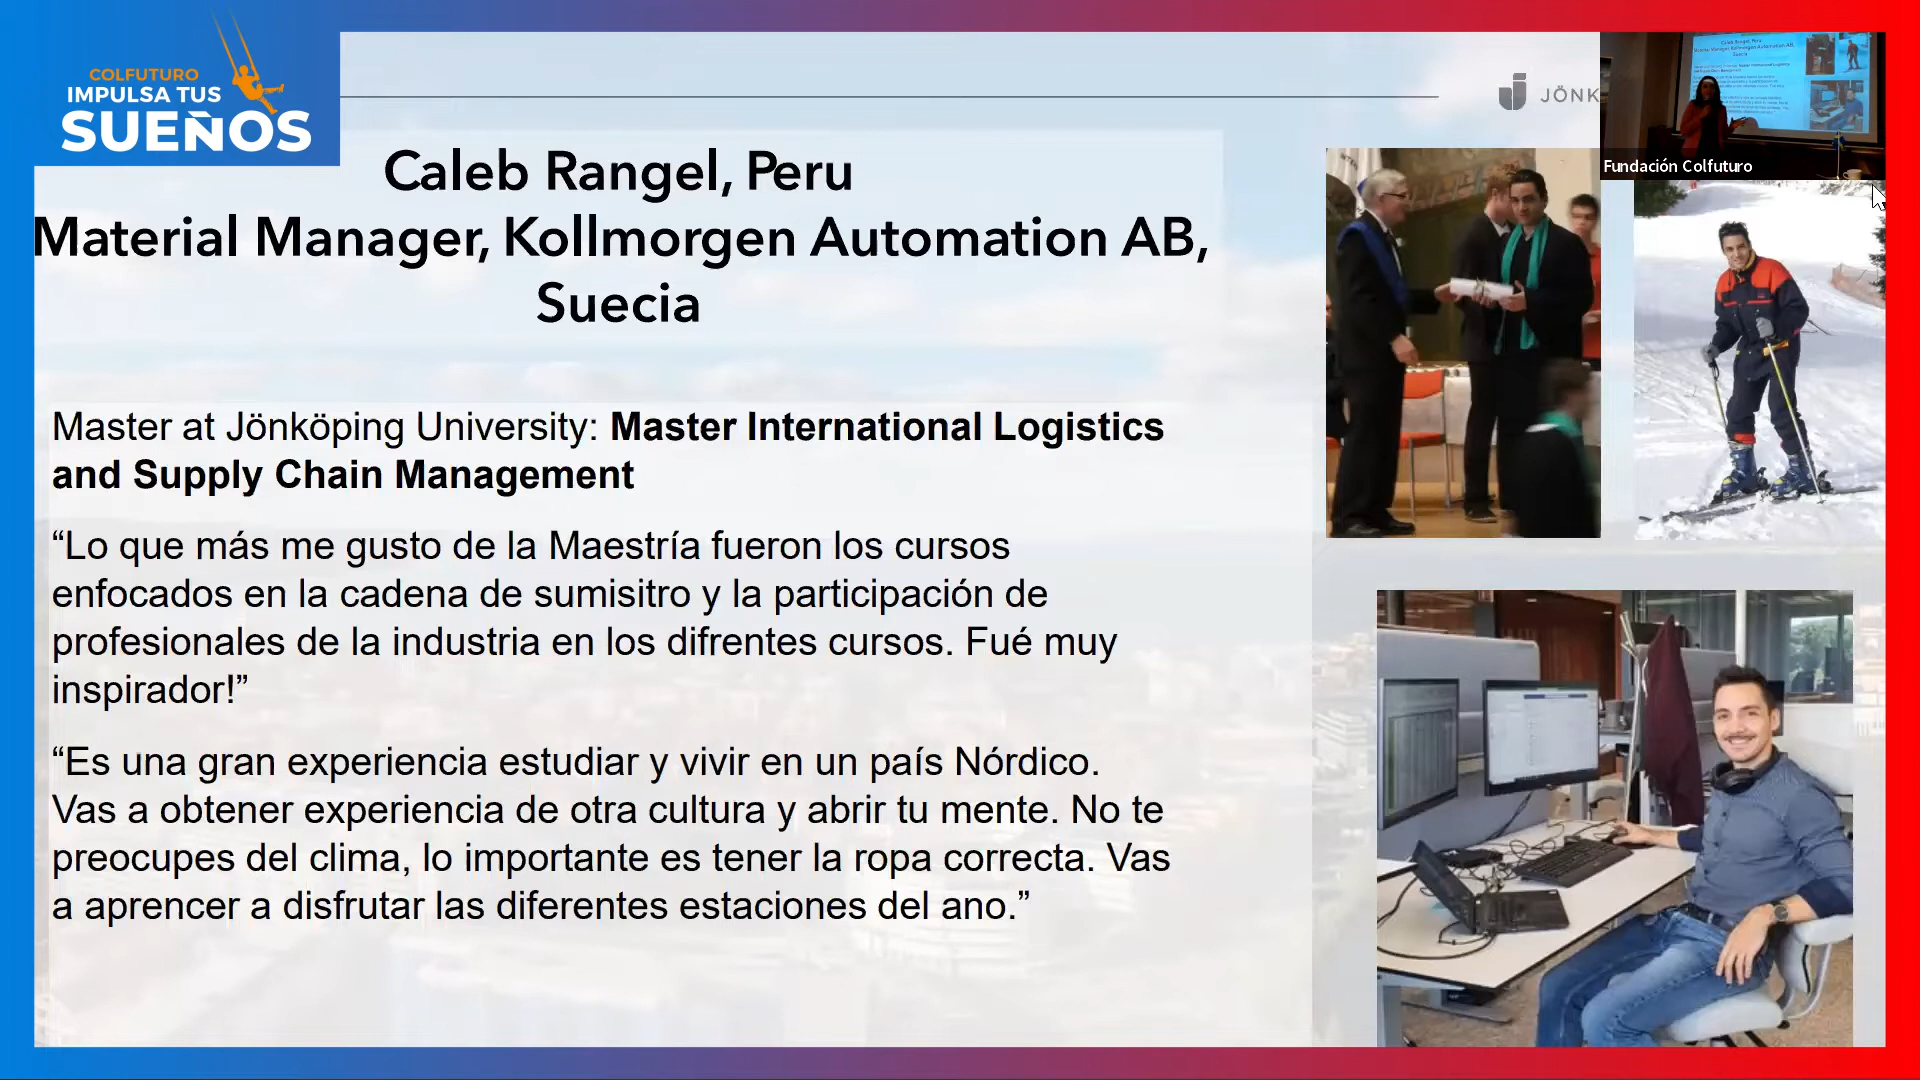 COLFUTURO
IMPULSA TUS
SUEÑOS
JÖNK
Fundación Colfuturo
Caleb Rangel, Peru
Material Manager, Kollmorgen Automation AB,
Suecia
Master at Jönköping University: Master International Logistics
and Supply Chain Management
“Lo que más me gusto de la Maestría fueron los cursos
enfocados en la cadena de sumisitro y la participación de
profesionales de la industria en los difrentes cursos. Fué muy
inspirador!”
“Es una gran experiencia estudiar y vivir en un país Nórdico.
Vas a obtener experiencia de otra cultura y abrir tu mente. No te
preocupes del clima, lo importante es tener la ropa correcta. Vas
a aprencer a disfrutar las diferentes estaciones del ano.”